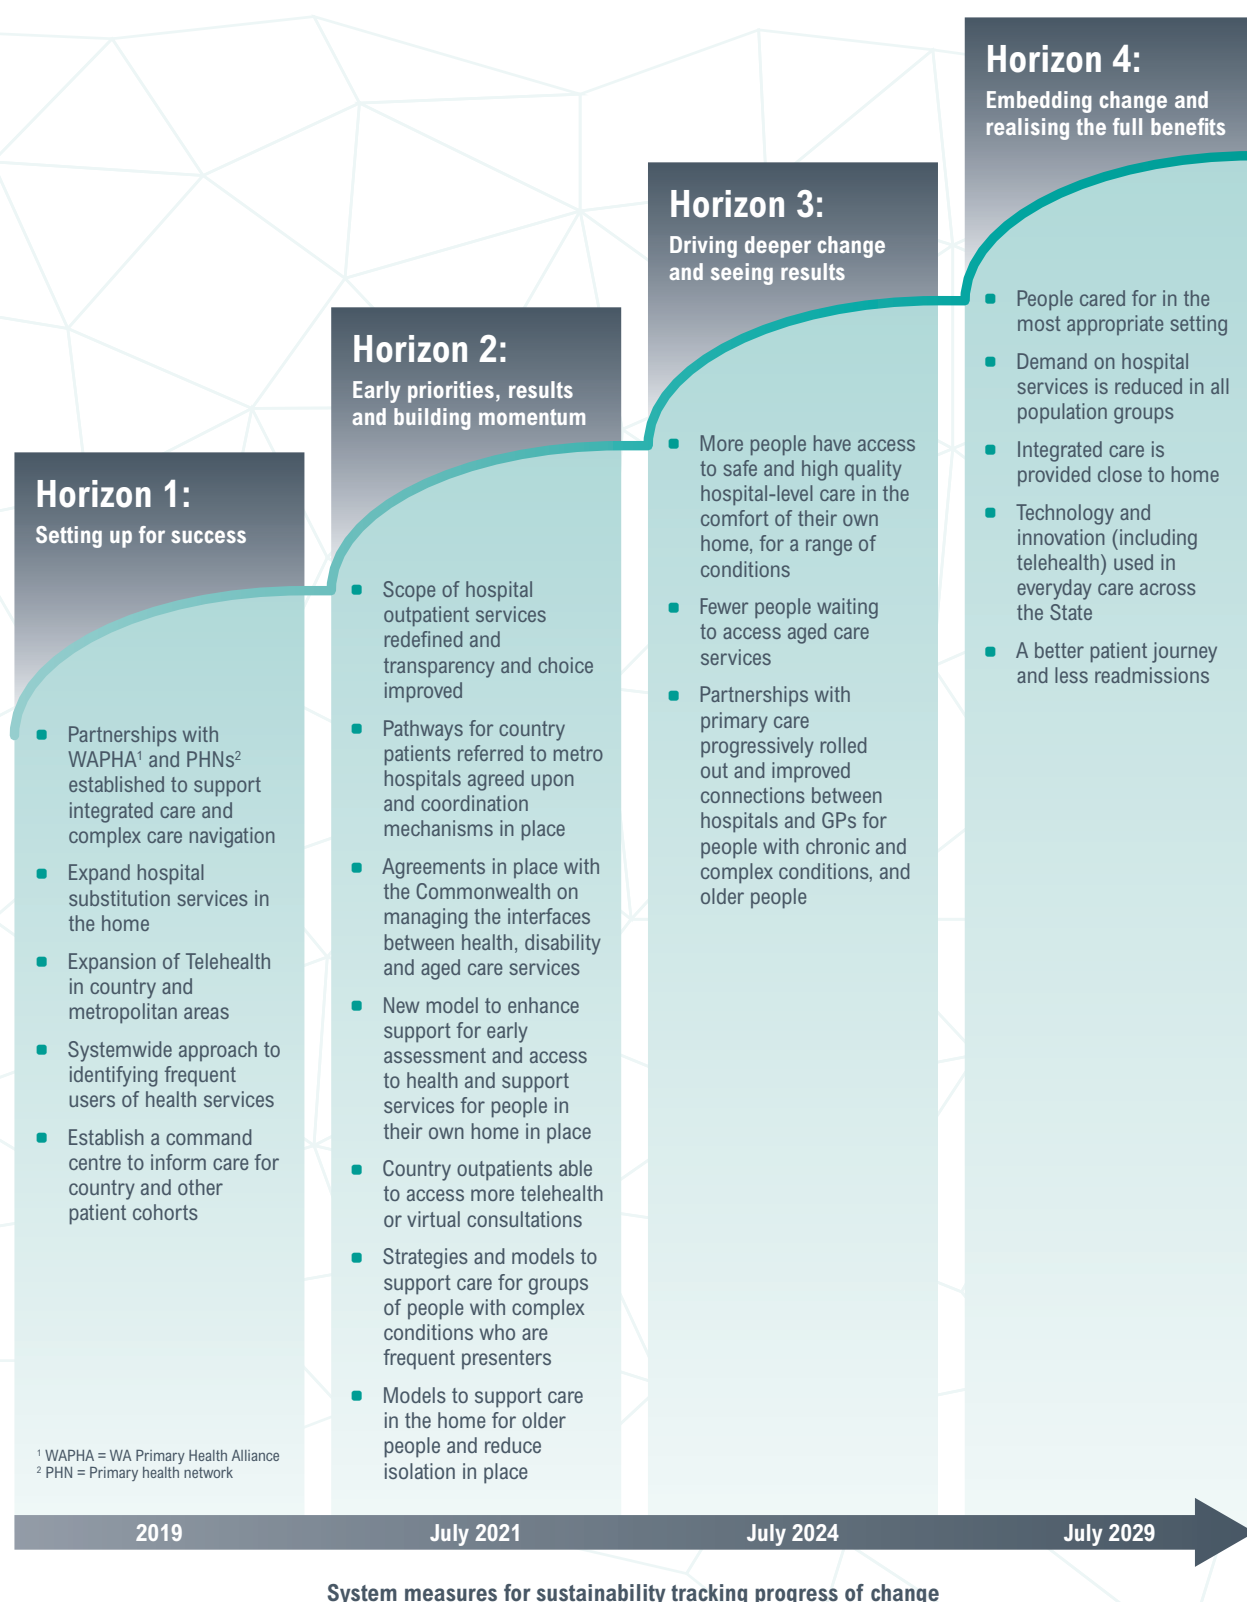 Horizon 1:
Setting up for success
Partnerships with
WAPHA¹ and PHNs²
established to support
integrated care and
complex care navigation
Expand hospital
substitution services in
the home
Expansion of Telehealth
in country and
metropolitan areas
Systemwide approach to
identifying frequent
users of health services
Establish a command
centre to inform care for
country and other
patient cohorts
¹ WAPHA = WA Primary Health Alliance
² PHN = Primary health network
Horizon 2:
Early priorities, results
and building momentum
Scope of hospital
outpatient services
redefined and
transparency and choice
improved
Pathways for country
patients referred to metro
hospitals agreed upon
and coordination
mechanisms in place
Agreements in place with
the Commonwealth on
managing the interfaces
between health, disability
and aged care services
New model to enhance
support for early
assessment and access
to health and support
services for people in
their own home in place
Country outpatients able
to access more telehealth
or virtual consultations
Strategies and models to
support care for groups
of people with complex
conditions who are
frequent presenters
Models to support care
in the home for older
people and reduce
isolation in place
Horizon 3:
Driving deeper change
and seeing results
More people have access
to safe and high quality
hospital-level care in the
comfort of their own
home, for a range of
conditions
Fewer people waiting
to access aged care
services
Partnerships with
primary care
progressively rolled
out and improved
connections between
hospitals and GPs for
people with chronic and
complex conditions, and
older people
Horizon 4:
Embedding change and
realising the full benefits
People cared for in the
most appropriate setting
Demand on hospital
services is reduced in all
population groups
Integrated care is
provided close to home
Technology and
innovation (including
telehealth) used in
everyday care across
the State
A better patient journey
and less readmissions
2019
July 2021
July 2024
July 2029
System measures for sustainability tracking progress of change